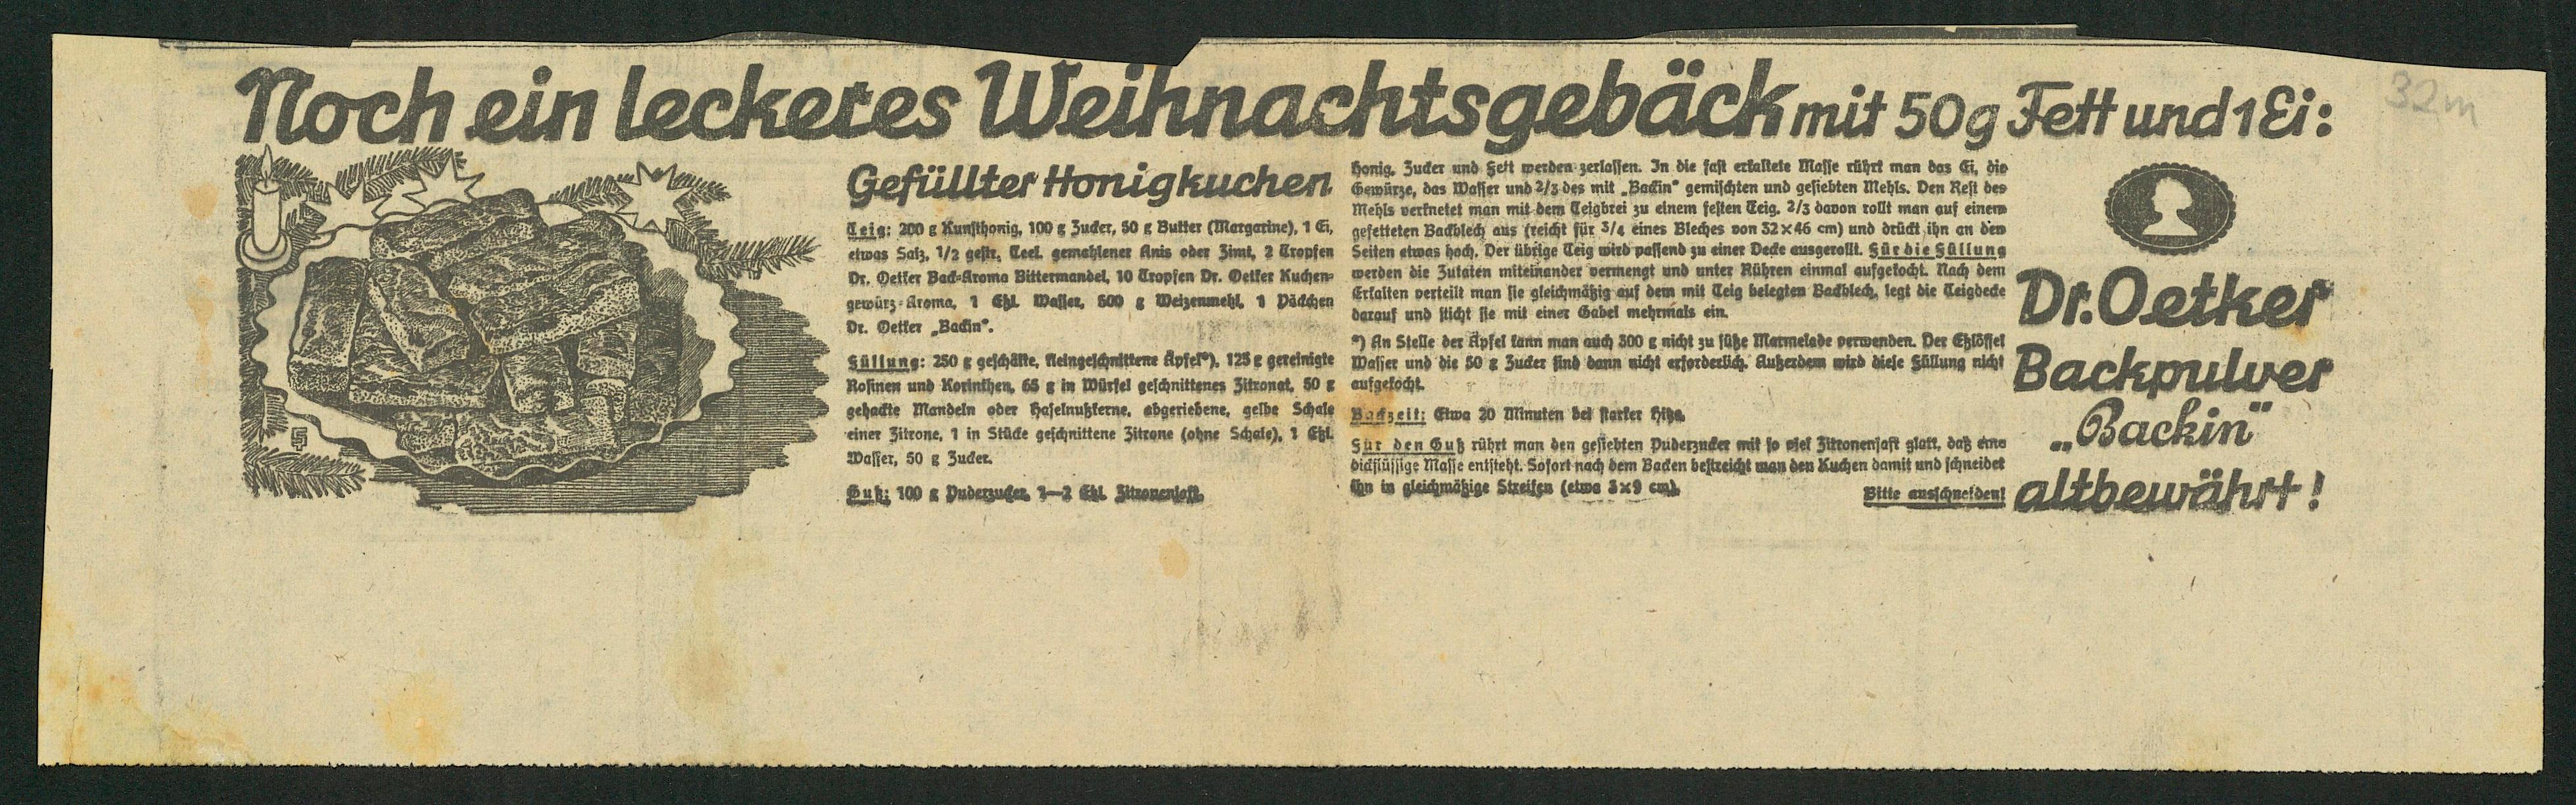 Noch ein leckeres Weihnachtsgebäck mit 50g Fett und 1 Ei:
32m
Gefüllter Honigkuchen
Teig: 200 g Kunsthonig, 100 g Zucker, 50 g Butter (Margarine), 1 Ei,
etwas Salz, 1/2 gestr. Teel. gemahlener Anis oder Zimt, 2 Tropfen
Dr. Oetker Back-Aroma Bittermandel, 10 Tropfen Dr. Oetker Kuchen-
gewürz-Aroma, 1 Eßl. Wasser, 500 g Weizenmehl, 1 Päckchen
Dr. Oetker „Backin“.
Füllung: 250 g geschälte, kleingeschnittene Äpfel*), 125 g gereinigte
Rosinen und Korinthen, 65 g in Würfel geschnittenes Zitronat, 50 g
gehackte Mandeln oder Haselnußkerne, abgeriebene, gelbe Schale
einer Zitrone, 1 in Stücke geschnittene Zitrone (ohne Schale), 1 Eßl.
Wasser, 50 g Zucker.
Guß: 100 g Puderzucker, 1—2 Eßl. Zitronensaft.
Honig, Zucker und Fett werden zerlassen. In die fast erkaltete Masse rührt man das Ei, die
Gewürze, das Wasser und 2/3 des mit „Backin“ gemischten und gesiebten Mehls. Den Rest des
Mehls verknetet man mit dem Teigbrei zu einem festen Teig. 2/3 davon rollt man auf einem
gefetteten Backblech aus (reicht für 3/4 eines Bleches von 32×46 cm) und drückt ihn an den
Seiten etwas hoch. Der übrige Teig wird passend zu einer Decke ausgerollt. Für die Füllung
werden die Zutaten miteinander vermengt und unter Rühren einmal aufgekocht. Nach dem
Erkalten verteilt man sie gleichmäßig auf dem mit Teig belegten Backblech, legt die Teigdecke
darauf und sticht sie mit einer Gabel mehrmals ein.
*) An Stelle der Äpfel kann man auch 300 g nicht zu süße Marmelade verwenden. Der Eßlöffel
Wasser und die 50 g Zucker sind dann nicht erforderlich. Außerdem wird diese Füllung nicht
aufgekocht.
Backzeit: Etwa 20 Minuten bei starker Hitze.
Für den Guß rührt man den gesiebten Puderzucker mit so viel Zitronensaft glatt, daß eine
dickflüssige Masse entsteht. Sofort nach dem Backen bestreicht man den Kuchen damit und schneidet
ihn in gleichmäßige Streifen (etwa 3×9 cm).
Bitte ausschneiden!
Dr. Oetker
Backpulver
„Backin“
altbewährt!